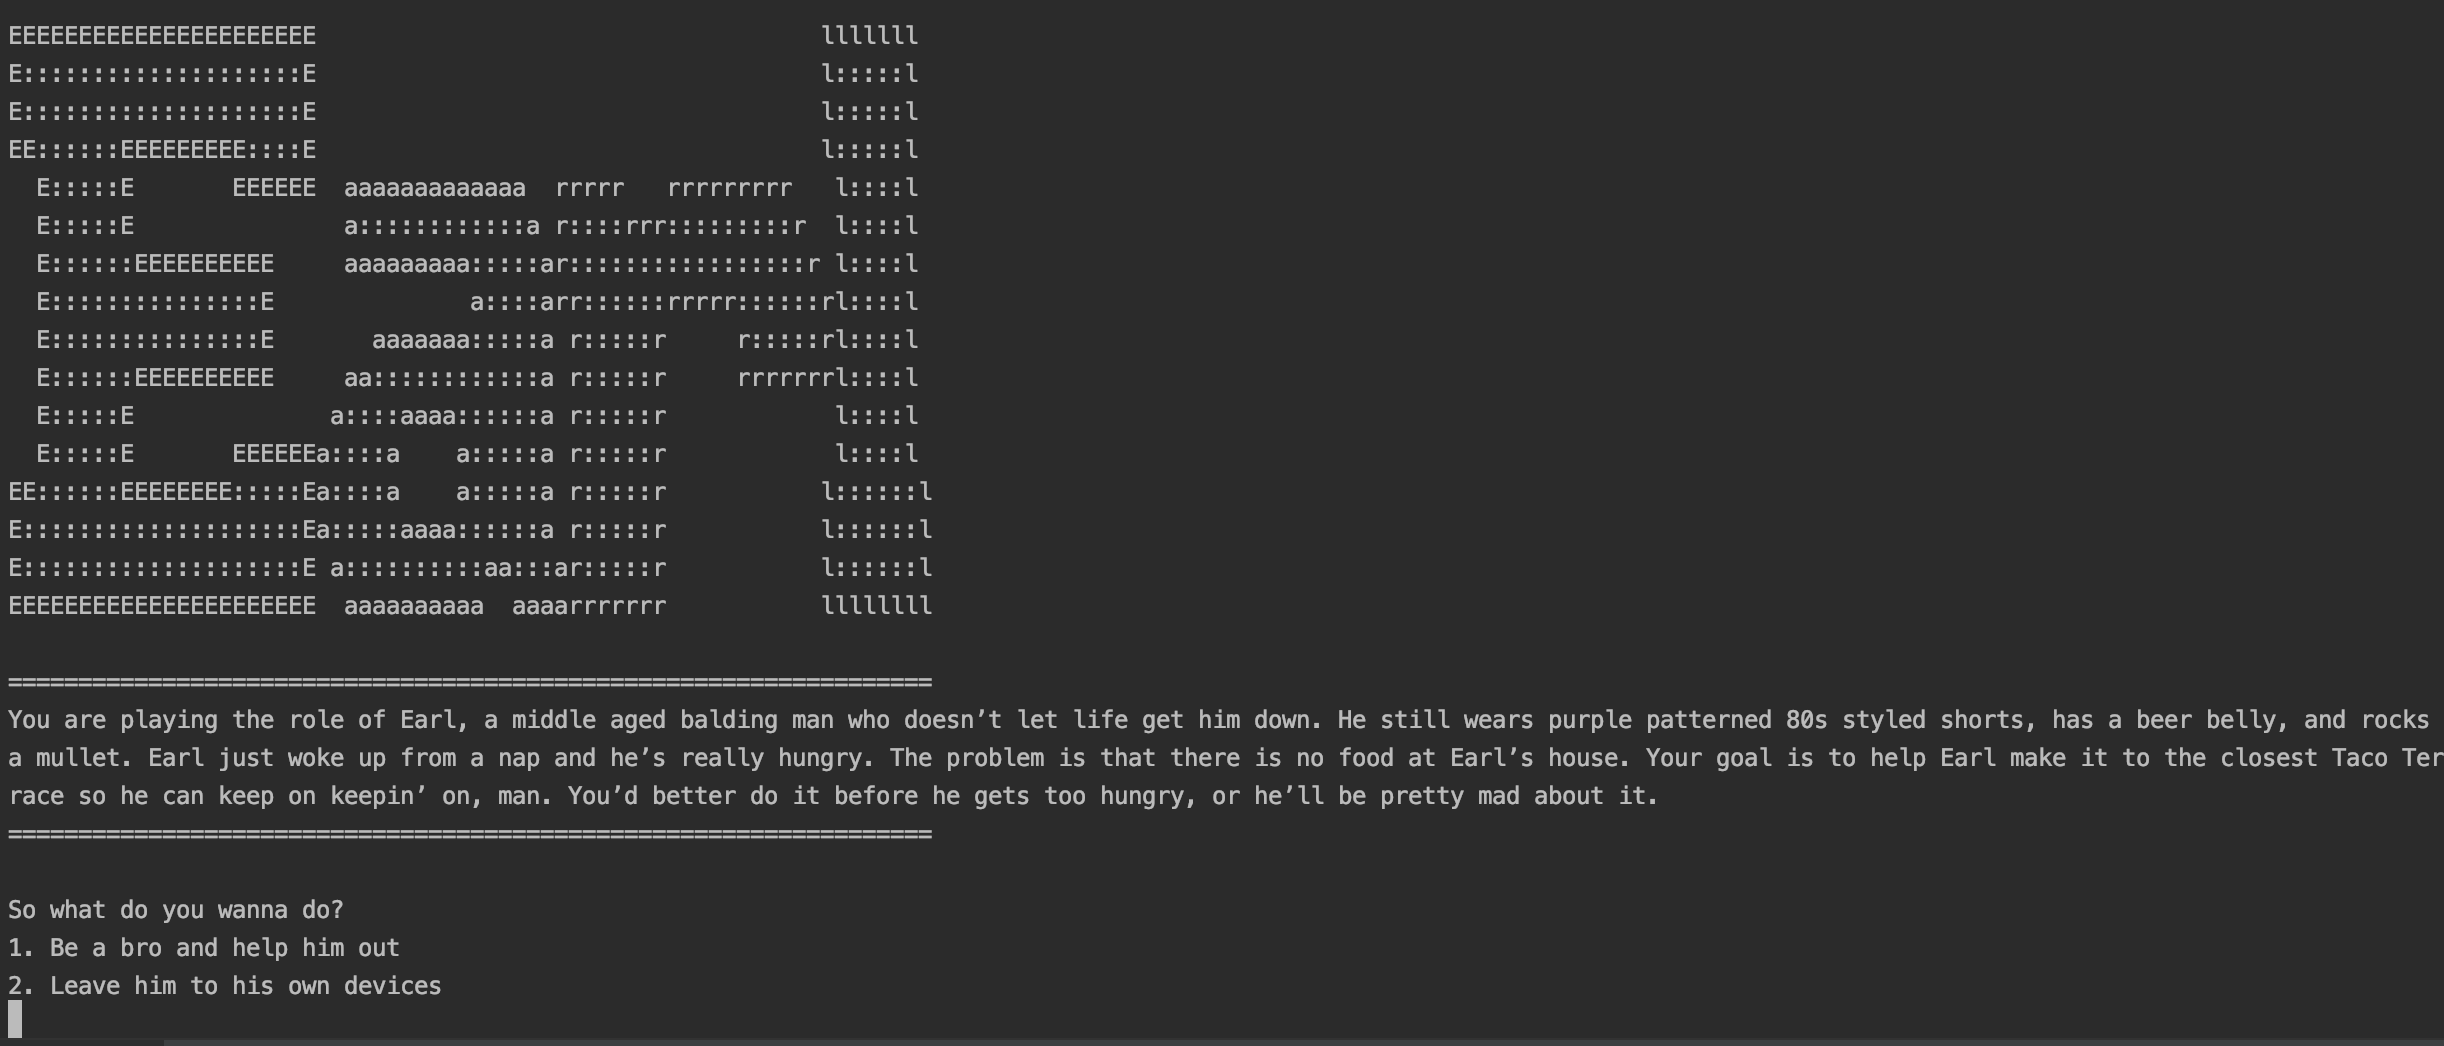 EEEEEEEEEEEEEEEEEEEEEE                                    lllllll
E::::::::::::::::::::E                                    l:::::l
E::::::::::::::::::::E                                    l:::::l
EE::::::EEEEEEEEE::::E                                    l:::::l
  E:::::E       EEEEEE  aaaaaaaaaaaaa  rrrrr   rrrrrrrrr   l::::l
  E:::::E               a::::::::::::a r::::rrr:::::::::r  l::::l
  E::::::EEEEEEEEEE     aaaaaaaaa:::::ar:::::::::::::::::r l::::l
  E:::::::::::::::E              a::::arr::::::rrrrr::::::rl::::l
  E:::::::::::::::E       aaaaaaa:::::a r:::::r     r:::::rl::::l
  E::::::EEEEEEEEEE     aa::::::::::::a r:::::r     rrrrrrrl::::l
  E:::::E              a::::aaaa::::::a r:::::r            l::::l
  E:::::E       EEEEEEa::::a    a:::::a r:::::r            l::::l
EE::::::EEEEEEEE:::::Ea::::a    a:::::a r:::::r           l::::::l
E::::::::::::::::::::Ea:::::aaaa::::::a r:::::r           l::::::l
E::::::::::::::::::::E a::::::::::aa:::ar:::::r           l::::::l
EEEEEEEEEEEEEEEEEEEEEE  aaaaaaaaaa  aaaarrrrrrr           llllllll
==================================================================
You are playing the role of Earl, a middle aged balding man who doesn’t let life get him down. He still wears purple patterned 80s styled shorts, has a beer belly, and rocks
a mullet. Earl just woke up from a nap and he’s really hungry. The problem is that there is no food at Earl’s house. Your goal is to help Earl make it to the closest Taco Ter
race so he can keep on keepin’ on, man. You’d better do it before he gets too hungry, or he’ll be pretty mad about it.
==================================================================
So what do you wanna do?
1. Be a bro and help him out
2. Leave him to his own devices